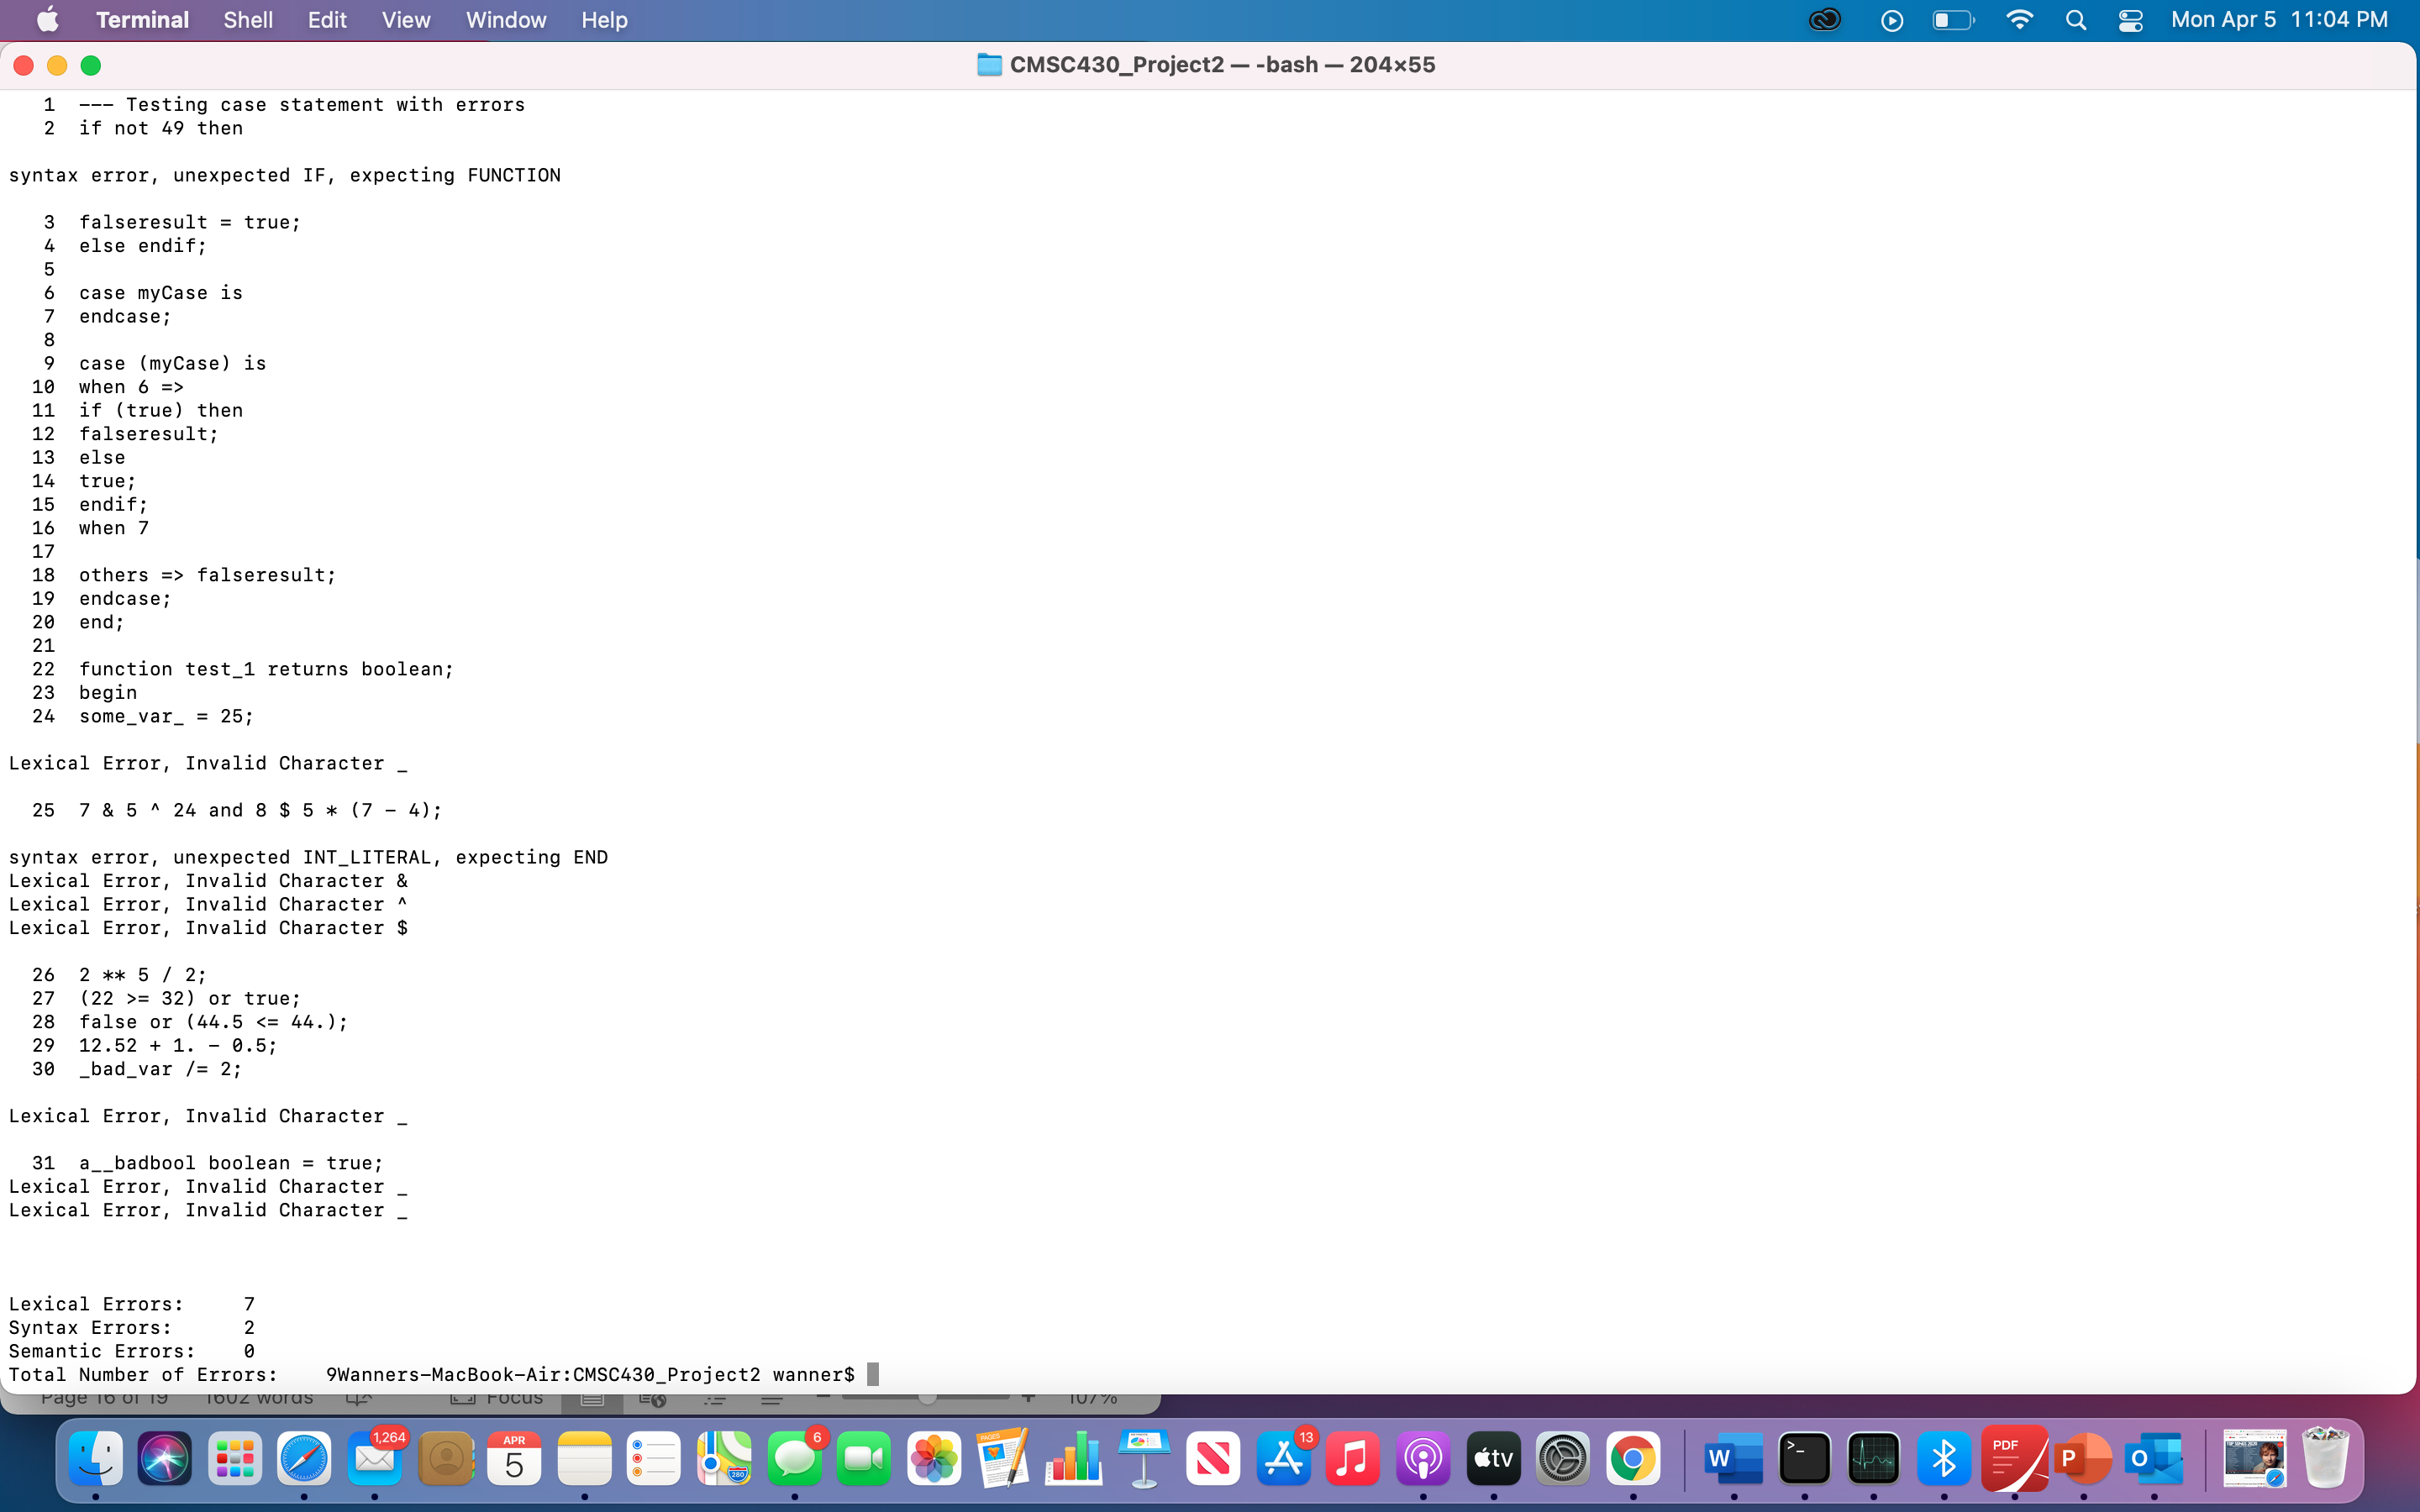 Terminal Shell Edit View Window Help Mon Apr 5 11:04 PM
CMSC430_Project2 — -bash — 204×55
1 --- Testing case statement with errors
2 if not 49 then
syntax error, unexpected IF, expecting FUNCTION
3 falseresult = true;
4 else endif;
5
6 case myCase is
7 endcase;
8
9 case (myCase) is
10 when 6 =>
11 if (true) then
12 falseresult;
13 else
14 true;
15 endif;
16 when 7
17
18 others => falseresult;
19 endcase;
20 end;
21
22 function test_1 returns boolean;
23 begin
24 some_var_ = 25;
Lexical Error, Invalid Character _
25 7 & 5 ^ 24 and 8 $ 5 * (7 - 4);
syntax error, unexpected INT_LITERAL, expecting END
Lexical Error, Invalid Character &
Lexical Error, Invalid Character ^
Lexical Error, Invalid Character $
26 2 ** 5 / 2;
27 (22 >= 32) or true;
28 false or (44.5 <= 44.);
29 12.52 + 1. - 0.5;
30 _bad_var /= 2;
Lexical Error, Invalid Character _
31 a__badbool boolean = true;
Lexical Error, Invalid Character _
Lexical Error, Invalid Character _
Lexical Errors: 7
Syntax Errors: 2
Semantic Errors: 0
Total Number of Errors: 9Wanners-MacBook-Air:CMSC430_Project2 wanner$
Page 16 of 19 1602 words Focus 107%
1,264 APR 5 280 6 PAGES 13 tv W >_ PDF P O